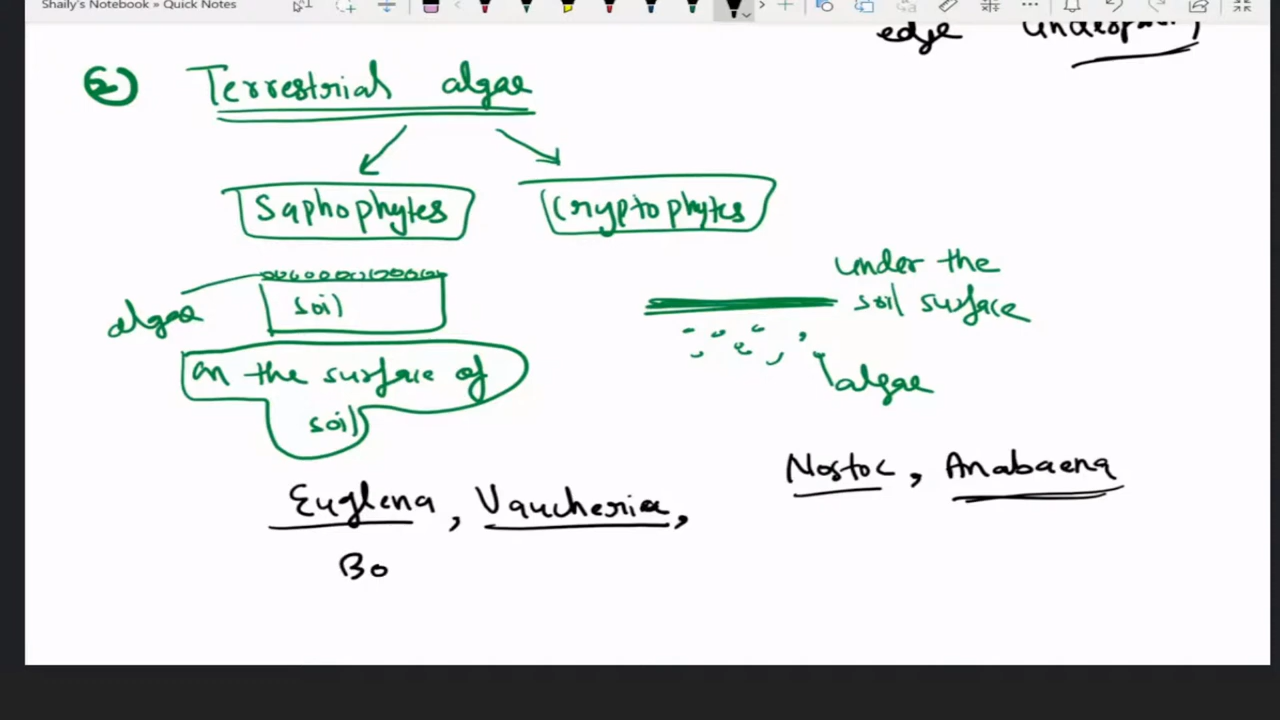 Shaily's Notebook » Quick Notes
edge
2) Terrestrial algae
Saphophytes
Cryptophytes
algae
soil
on the surface of
soil
under the
soil surface
algae
Euglena, Vaucheria,
Bo
Nostoc, Anabaena